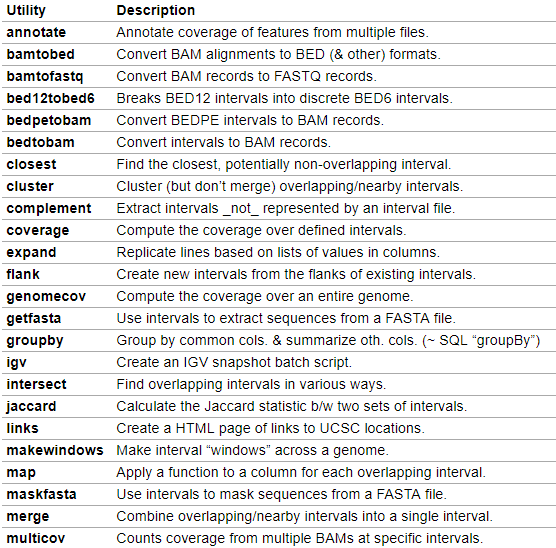 Utility Description
annotate Annotate coverage of features from multiple files.
bamtobed Convert BAM alignments to BED (& other) formats.
bamtofastq Convert BAM records to FASTQ records.
bed12tobed6 Breaks BED12 intervals into discrete BED6 intervals.
bedpetobam Convert BEDPE intervals to BAM records.
bedtobam Convert intervals to BAM records.
closest Find the closest, potentially non-overlapping interval.
cluster Cluster (but don’t merge) overlapping/nearby intervals.
complement Extract intervals _not_ represented by an interval file.
coverage Compute the coverage over defined intervals.
expand Replicate lines based on lists of values in columns.
flank Create new intervals from the flanks of existing intervals.
genomecov Compute the coverage over an entire genome.
getfasta Use intervals to extract sequences from a FASTA file.
groupby Group by common cols. & summarize oth. cols. (~ SQL “groupBy”)
igv Create an IGV snapshot batch script.
intersect Find overlapping intervals in various ways.
jaccard Calculate the Jaccard statistic b/w two sets of intervals.
links Create a HTML page of links to UCSC locations.
makewindows Make interval “windows” across a genome.
map Apply a function to a column for each overlapping interval.
maskfasta Use intervals to mask sequences from a FASTA file.
merge Combine overlapping/nearby intervals into a single interval.
multicov Counts coverage from multiple BAMs at specific intervals.